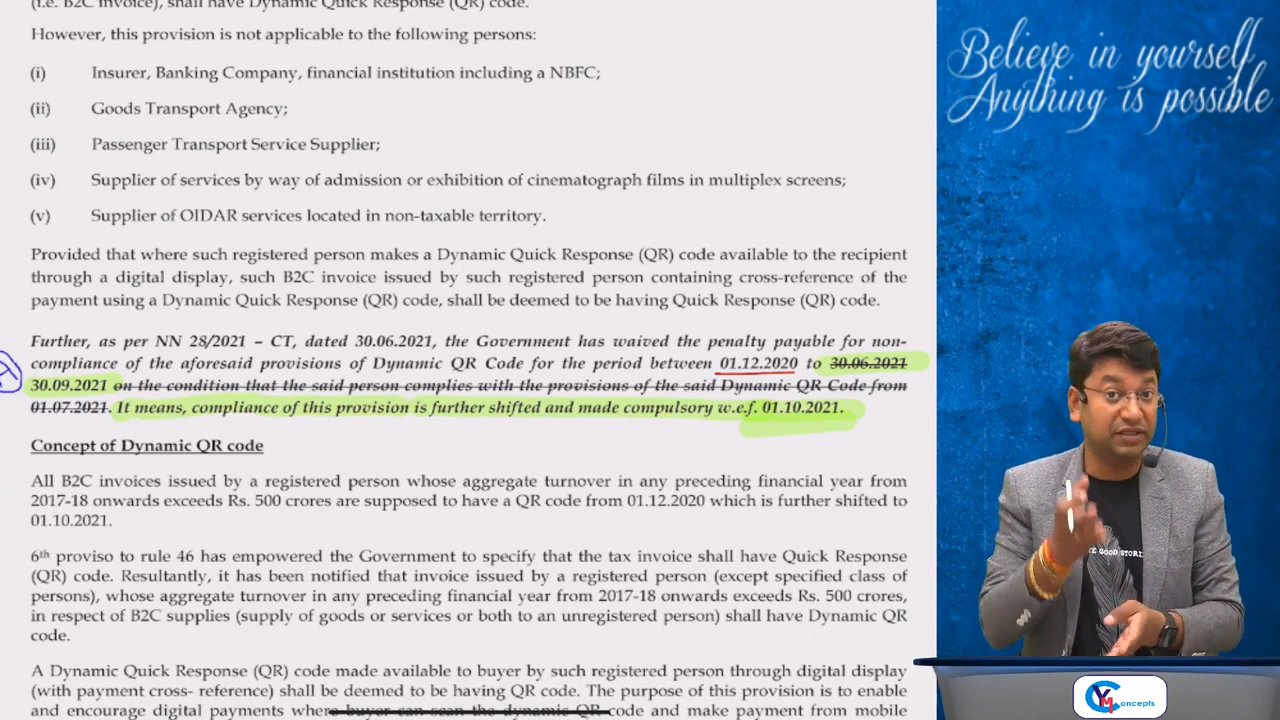 (i.e. B2C invoice), shall have Dynamic Quick Response (QR) code.
However, this provision is not applicable to the following persons:
(i) Insurer, Banking Company, financial institution including a NBFC;
(ii) Goods Transport Agency;
(iii) Passenger Transport Service Supplier;
(iv) Supplier of services by way of admission or exhibition of cinematograph films in multiplex screens;
(v) Supplier of OIDAR services located in non-taxable territory.
Provided that where such registered person makes a Dynamic Quick Response (QR) code available to the recipient
through a digital display, such B2C invoice issued by such registered person containing cross-reference of the
payment using a Dynamic Quick Response (QR) code, shall be deemed to be having Quick Response (QR) code.
Further, as per NN 28/2021 – CT, dated 30.06.2021, the Government has waived the penalty payable for non-
compliance of the aforesaid provisions of Dynamic QR Code for the period between 01.12.2020 to 30.06.2021
30.09.2021 on the condition that the said person complies with the provisions of the said Dynamic QR Code from
01.07.2021. It means, compliance of this provision is further shifted and made compulsory w.e.f. 01.10.2021.
Concept of Dynamic QR code
All B2C invoices issued by a registered person whose aggregate turnover in any preceding financial year from
2017-18 onwards exceeds Rs. 500 crores are supposed to have a QR code from 01.12.2020 which is further shifted to
01.10.2021.
6th proviso to rule 46 has empowered the Government to specify that the tax invoice shall have Quick Response
(QR) code. Resultantly, it has been notified that invoice issued by a registered person (except specified class of
persons), whose aggregate turnover in any preceding financial year from 2017-18 onwards exceeds Rs. 500 crores,
in respect of B2C supplies (supply of goods or services or both to an unregistered person) shall have Dynamic QR
code.
A Dynamic Quick Response (QR) code made available to buyer by such registered person through digital display
(with payment cross- reference) shall be deemed to be having QR code. The purpose of this provision is to enable
and encourage digital payments where buyer can scan the dynamic QR code and make payment from mobile
Believe in yourself
Anything is possible
GOOD STORI
YM
Concepts